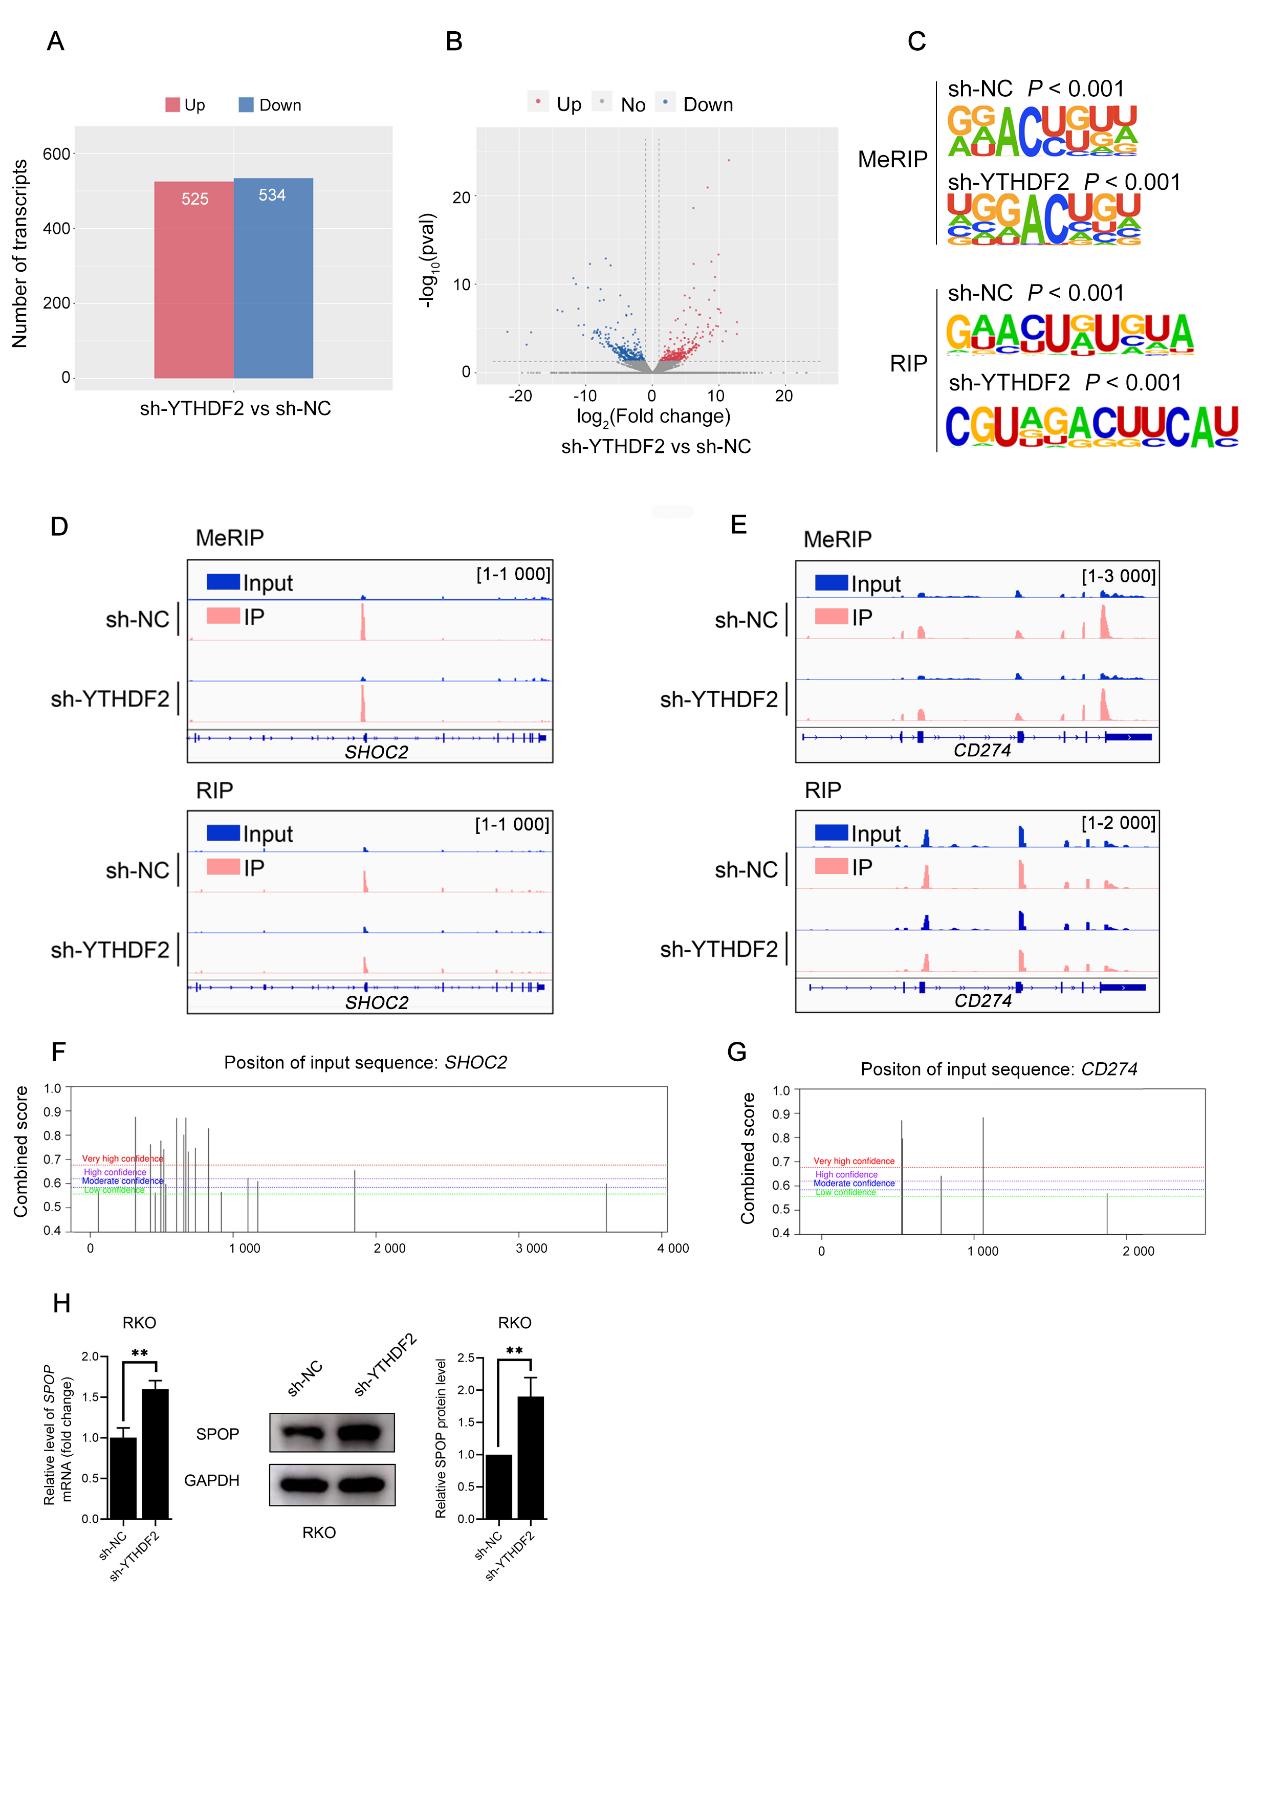 A
Up
Down
Number of transcripts
600
400
200
0
525
534
sh-YTHDF2 vs sh-NC
B
Up
No
Down
-log10(pval)
20
10
0
-20
-10
0
10
20
log2(Fold change)
sh-YTHDF2 vs sh-NC
C
MeRIP
sh-NC P < 0.001
sh-YTHDF2 P < 0.001
RIP
sh-NC P < 0.001
sh-YTHDF2 P < 0.001
D
MeRIP
Input
[1-1 000]
sh-NC
IP
sh-YTHDF2
SHOC2
RIP
Input
[1-1 000]
sh-NC
IP
sh-YTHDF2
SHOC2
E
MeRIP
Input
[1-3 000]
sh-NC
IP
sh-YTHDF2
CD274
RIP
Input
[1-2 000]
sh-NC
IP
sh-YTHDF2
CD274
F
Positon of input sequence: SHOC2
Combined score
1.0
0.9
0.8
0.7
0.6
0.5
0.4
Very high confidence
High confidence
Moderate confidence
Low confidence
0
1 000
2 000
3 000
4 000
G
Positon of input sequence: CD274
Combined score
1.0
0.9
0.8
0.7
0.6
0.5
0.4
Very high confidence
High confidence
Moderate confidence
Low confidence
0
1 000
2 000
H
RKO
Relative level of SPOP
mRNA (fold change)
2.0
1.5
1.0
0.5
0.0
**
sh-NC
sh-YTHDF2
sh-NC
sh-YTHDF2
SPOP
GAPDH
RKO
RKO
Relative SPOP protein level
2.5
2.0
1.5
1.0
0.5
0.0
**
sh-NC
sh-YTHDF2